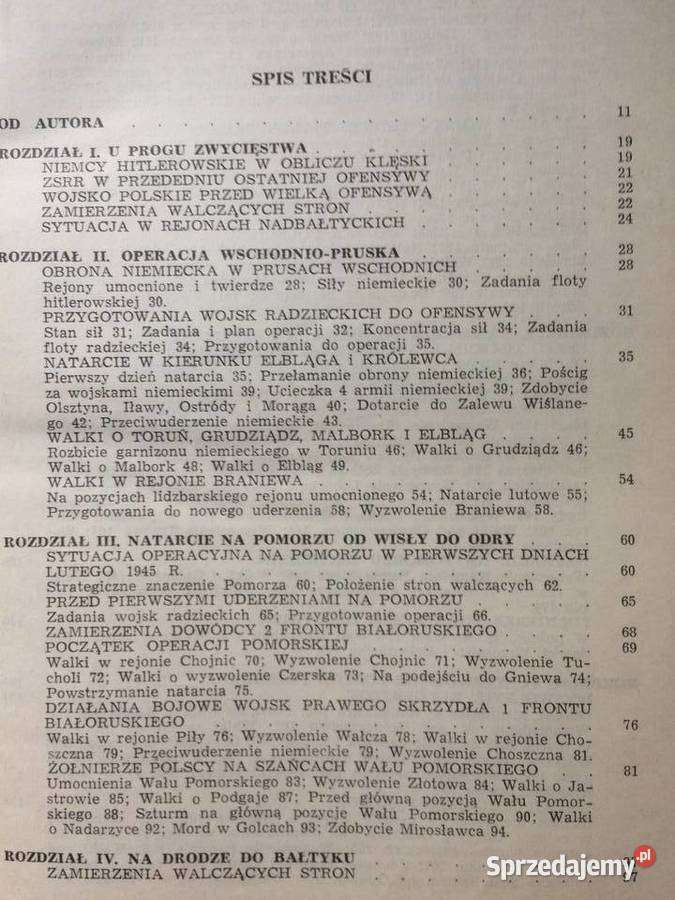 SPIS TREŚCI
OD AUTORA . . . . . . . . . . . . . . . . 11
ROZDZIAŁ I. U PROGU ZWYCIĘSTWA . . . . . . . . . 19
NIEMCY HITLEROWSKIE W OBLICZU KLĘSKI . . . . . . 19
ZSRR W PRZEDEDNIU OSTATNIEJ OFENSYWY . . . . . . 21
WOJSKO POLSKIE PRZED WIELKĄ OFENSYWĄ . . . . . . 22
ZAMIERZENIA WALCZĄCYCH STRON . . . . . . . . 22
SYTUACJA W REJONACH NADBAŁTYCKICH . . . . . . 24
ROZDZIAŁ II. OPERACJA WSCHODNIO-PRUSKA . . . . . . 28
OBRONA NIEMIECKA W PRUSACH WSCHODNICH . . . . . 28
Rejony umocnione i twierdze 28; Siły niemieckie 30; Zadania floty
hitlerowskiej 30.
PRZYGOTOWANIA WOJSK RADZIECKICH DO OFENSYWY . . . 31
Stan sił 31; Zadania i plan operacji 32; Koncentracja sił 34; Zadania
floty radzieckiej 34; Przygotowania do operacji 35.
NATARCIE W KIERUNKU ELBLĄGA i KRÓLEWCA . . . . . 35
Pierwszy dzień natarcia 35; Przełamanie obrony niemieckiej 36; Pościg
za wojskami niemieckimi 39; Ucieczka 4 armii niemieckiej 39; Zdobycie
Olsztyna, Iławy, Ostródy i Morąga 40; Dotarcie do Zalewu Wiślane-
go 42; Przeciwuderzenie niemieckie 43.
WALKI O TORUŃ, GRUDZIĄDZ, MALBORK I ELBLĄG . . . . 45
Rozbicie garnizonu niemieckiego w Toruniu 46; Walki o Grudziądz 46;
Walki o Malbork 48; Walki o Elbląg 49.
WALKI W REJONIE BRANIEWA . . . . . . . . . 54
Na pozycjach lidzbarskiego rejonu umocnionego 54; Natarcie lutowe 55;
Przygotowania do nowego uderzenia 58; Wyzwolenie Braniewa 58.
ROZDZIAŁ III. NATARCIE NA POMORZU OD WISŁY DO ODRY . . . 60
SYTUACJA OPERACYJNA NA POMORZU W PIERWSZYCH DNIACH
LUTEGO 1945 R. . . . . . . . . . . . . . 60
Strategiczne znaczenie Pomorza 60; Położenie stron walczących 62.
PRZED PIERWSZYMI UDERZENIAMI NA POMORZU . . . . . 65
Zadania wojsk radzieckich 65; Przygotowanie operacji 66.
ZAMIERZENIA DOWÓDCY 2 FRONTU BIAŁORUSKIEGO . . . . 68
POCZĄTEK OPERACJI POMORSKIEJ . . . . . . . . 69
Walki w rejonie Chojnic 70; Wyzwolenie Chojnic 71; Wyzwolenie Tu-
choli 72; Walki o wyzwolenie Czerska 73; Na podejściu do Gniewa 74;
Powstrzymanie natarcia 75.
DZIAŁANIA BOJOWE WOJSK PRAWEGO SKRZYDŁA 1 FRONTU
BIAŁORUSKIEGO . . . . . . . . . . . . . 76
Walki w rejonie Piły 76; Wyzwolenie Wałcza 78; Walki w rejonie Cho-
szczna 79; Przeciwuderzenie niemieckie 79; Wyzwolenie Choszczna 81.
ŻOŁNIERZE POLSCY NA SZAŃCACH WAŁU POMORSKIEGO . . 81
Umocnienia Wału Pomorskiego 83; Wyzwolenie Złotowa 84; Walki o Ja-
strowie 85; Walki o Podgaje 87; Przed główną pozycją Wału Pomor-
skiego 88; Szturm na główną pozycję Wału Pomorskiego 90; Walki
o Nadarzyce 92; Mord w Golcach 93; Zdobycie Mirosławca 94.
ROZDZIAŁ IV. NA DRODZE DO BAŁTYKU . . . . . . .
ZAMIERZENIA WALCZĄCYCH STRON . . . . . . . .
Sprzedajemy.pl